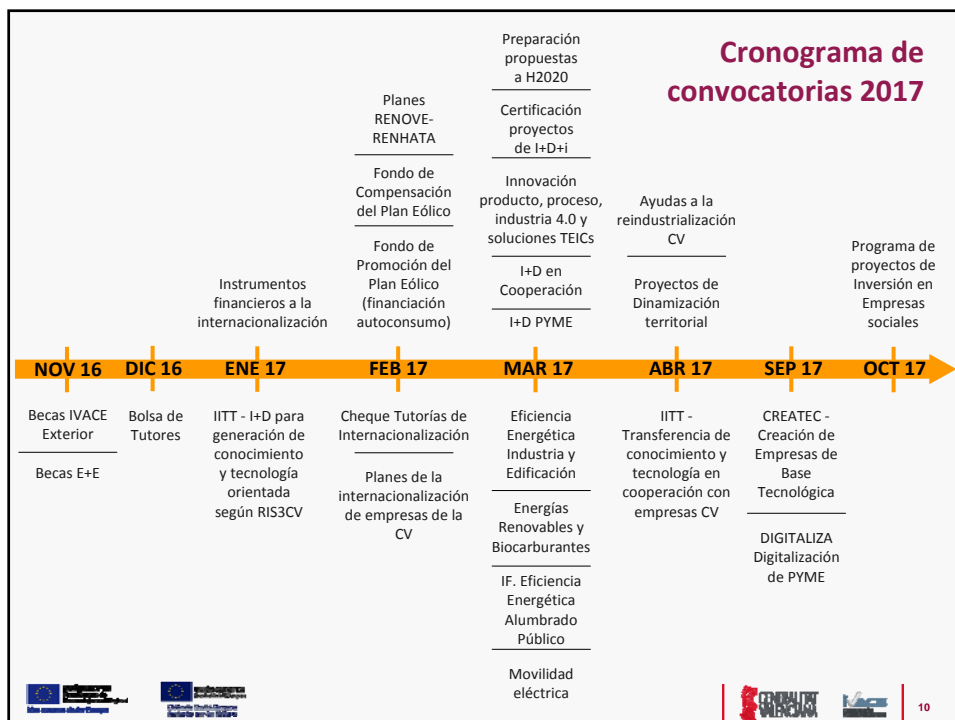 Cronograma de
convocatorias 2017
Planes
RENOVE-
RENHATA
Fondo de
Compensación
del Plan Eólico
Fondo de
Promoción del
Plan Eólico
(financiación
autoconsumo)
Instrumentos
financieros a la
internacionalización
Preparación
propuestas
a H2020
Certificación
proyectos
de I+D+i
Innovación
producto, proceso,
industria 4.0 y
soluciones TEICs
I+D en
Cooperación
I+D PYME
Ayudas a la
reindustrialización
CV
Proyectos de
Dinamización
territorial
Programa de
proyectos de
Inversión en
Empresas
sociales
NOV 16 DIC 16 ENE 17 FEB 17 MAR 17 ABR 17 SEP 17 OCT 17
Becas IVACE
Exterior
Becas E+E
Bolsa de
Tutores
IITT - I+D para
generación de
conocimiento
y tecnología
orientada
según RIS3CV
Cheque Tutorías de
Internacionalización
Planes de la
internacionalización
de empresas de la
CV
Eficiencia
Energética
Industria y
Edificación
Energías
Renovables y
Biocarburantes
IF. Eficiencia
Energética
Alumbrado
Público
Movilidad
eléctrica
IITT -
Transferencia de
conocimiento y
tecnología en
cooperación con
empresas CV
CREATEC -
Creación de
Empresas de
Base
Tecnológica
DIGITALIZA
Digitalización
de PYME
GENERALITAT
VALENCIANA
IVACE
10